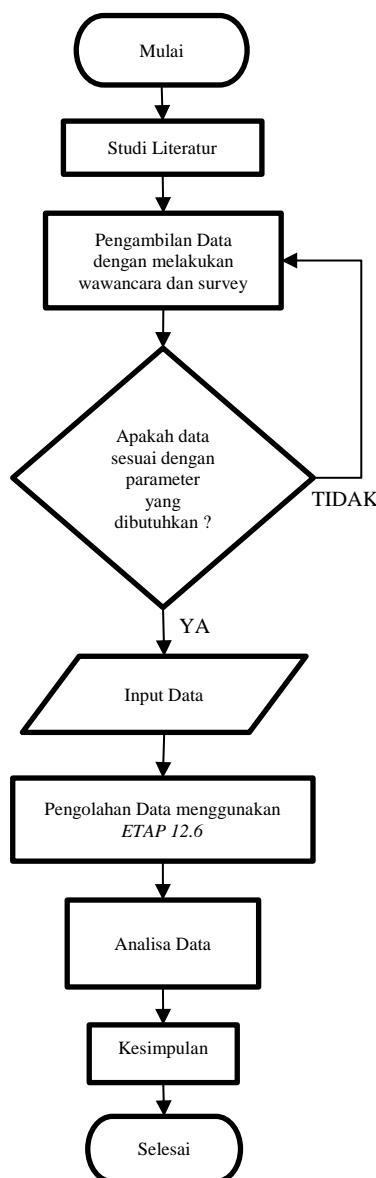 Mulai
Studi Literatur
Pengambilan Data
dengan melakukan
wawancara dan survey
Apakah data
sesuai dengan
parameter
yang
dibutuhkan ?
TIDAK
YA
Input Data
Pengolahan Data menggunakan
ETAP 12.6
Analisa Data
Kesimpulan
Selesai